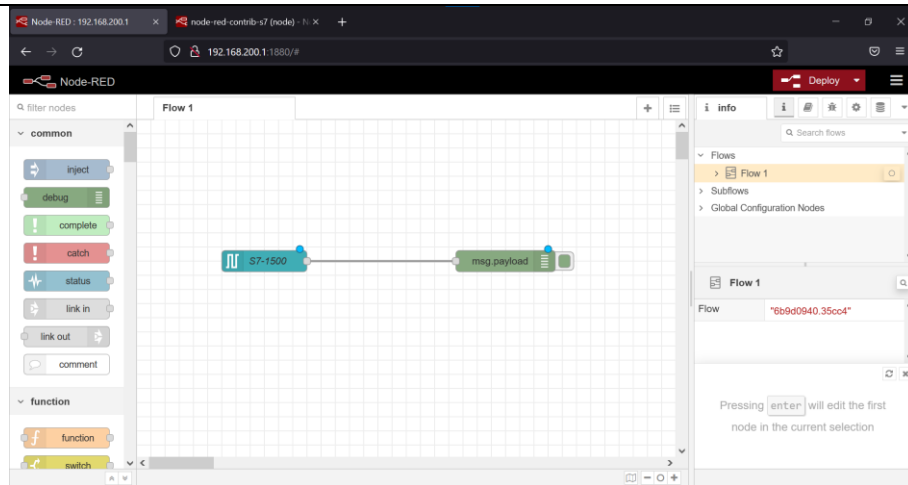 Node-RED : 192.168.200.1
node-red-contrib-s7 (node) - N
192.168.200.1:1880/#
Node-RED
Deploy
filter nodes
Flow 1
i info
i
Search flows
common
inject
debug
complete
catch
status
link in
link out
comment
function
function
switch
S7-1500
msg.payload
Flows
Flow 1
Subflows
Global Configuration Nodes
Flow 1
Flow "6b9d0940.35cc4"
Pressing enter will edit the first
node in the current selection